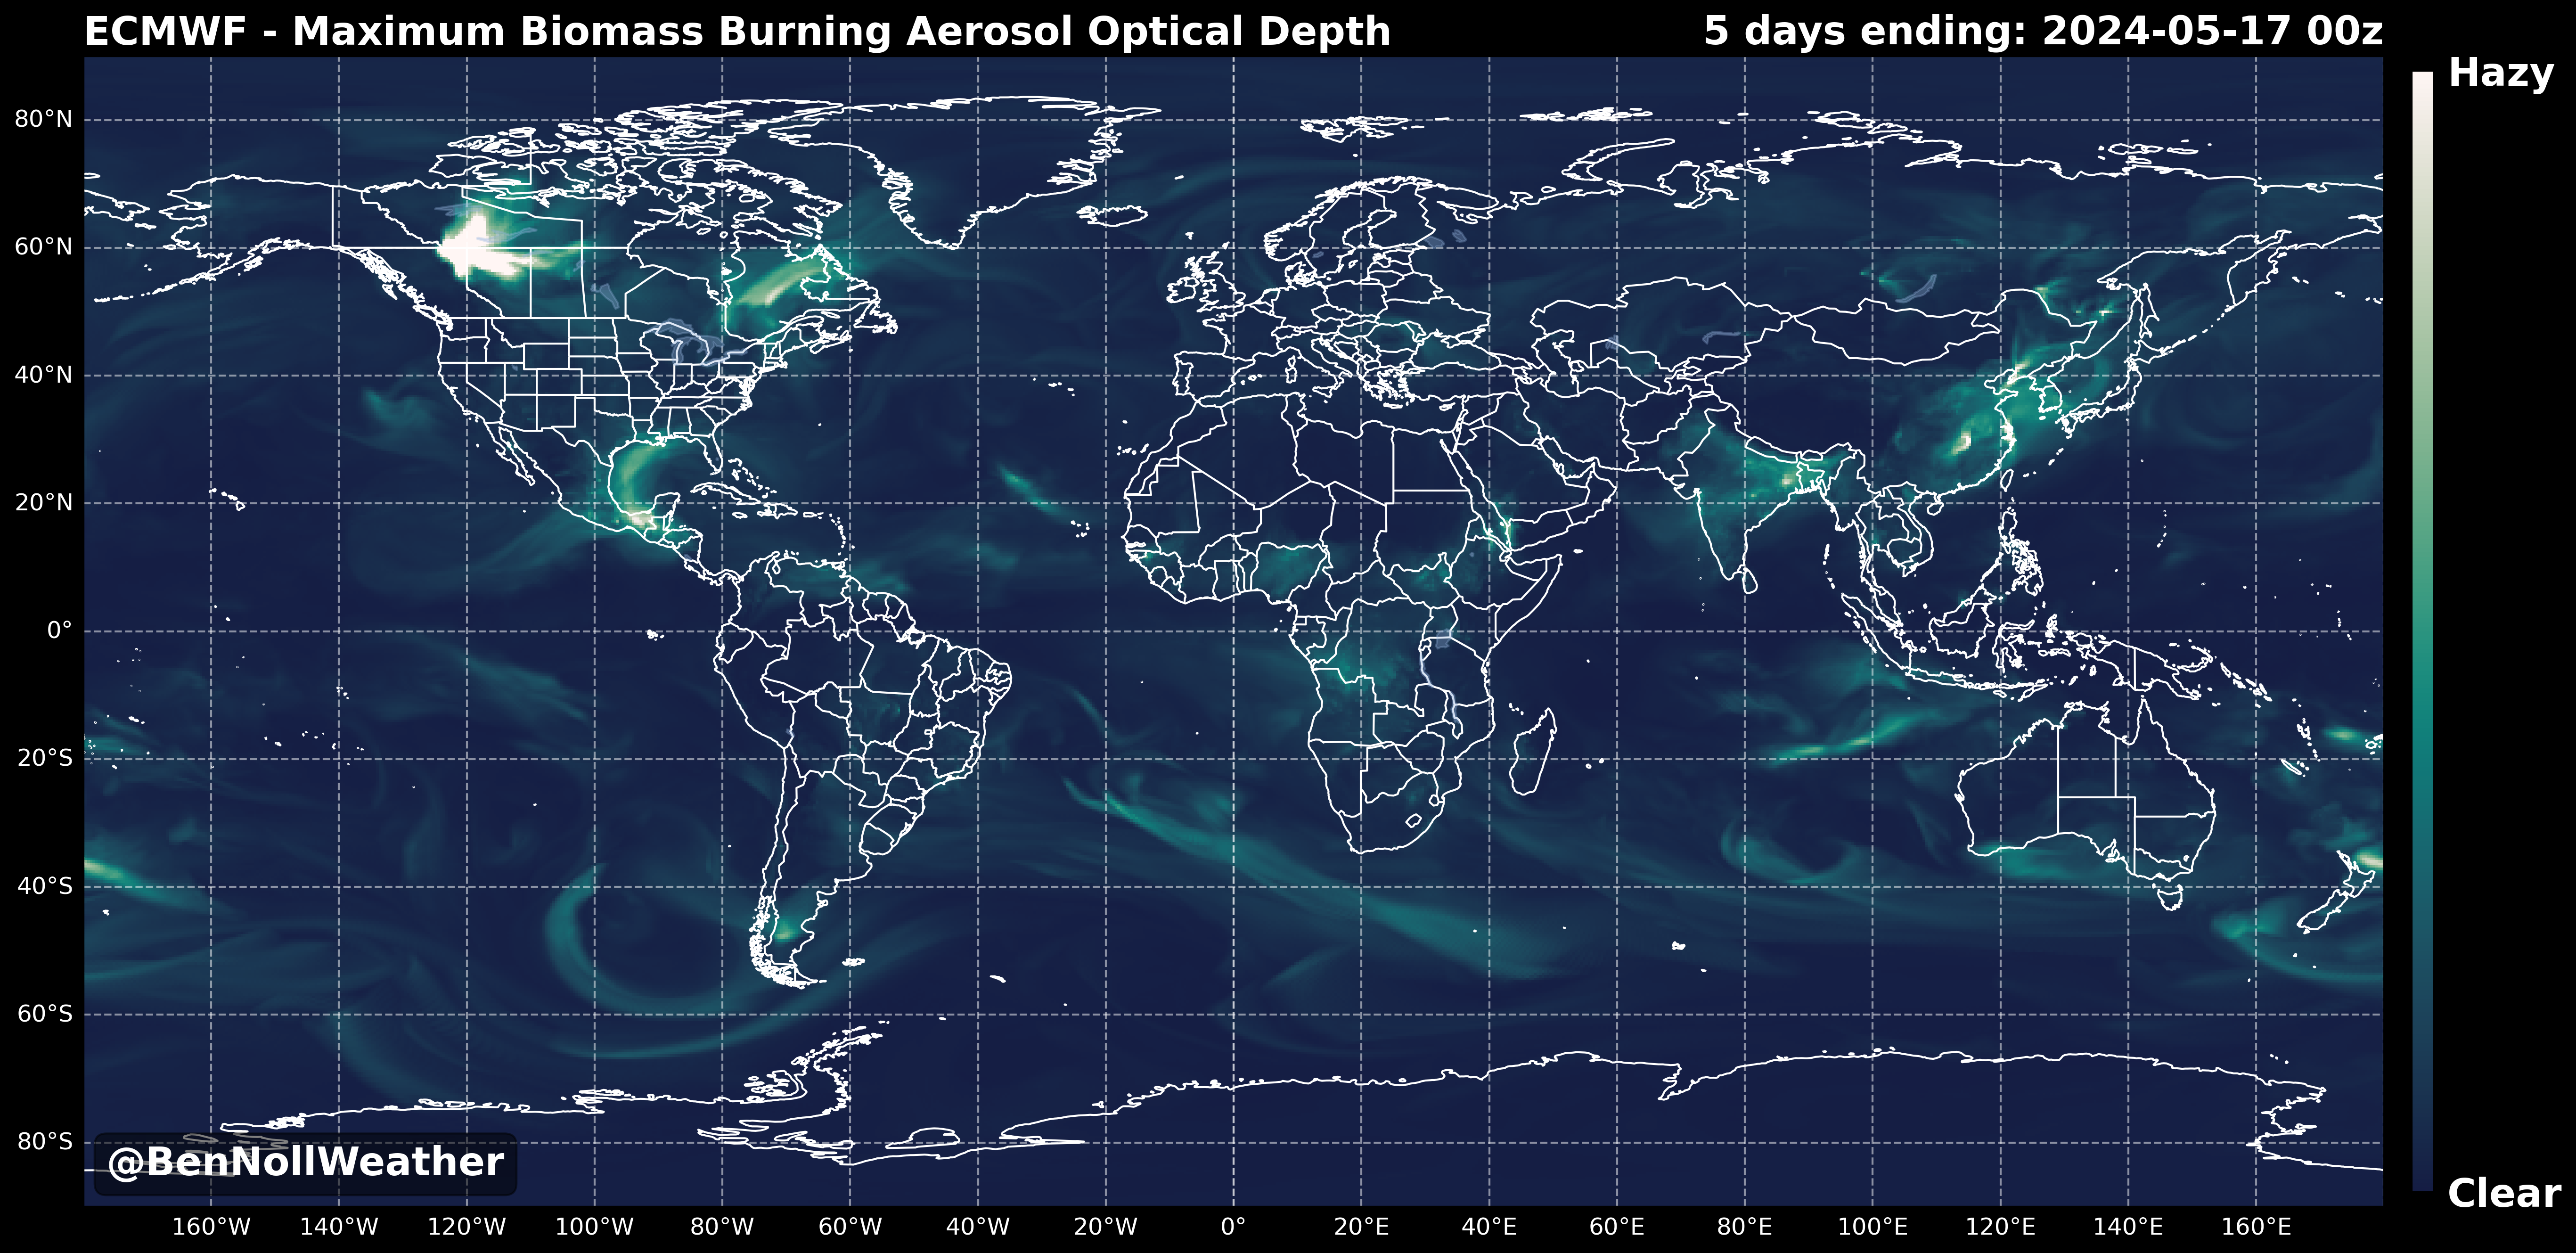 ECMWF - Maximum Biomass Burning Aerosol Optical Depth
5 days ending: 2024-05-17 00z
Hazy
80°N
60°N
40°N
20°N
0°
20°S
40°S
60°S
80°S
@BenNollWeather
Clear
160°W 140°W 120°W 100°W 80°W 60°W 40°W 20°W 0° 20°E 40°E 60°E 80°E 100°E 120°E 140°E 160°E